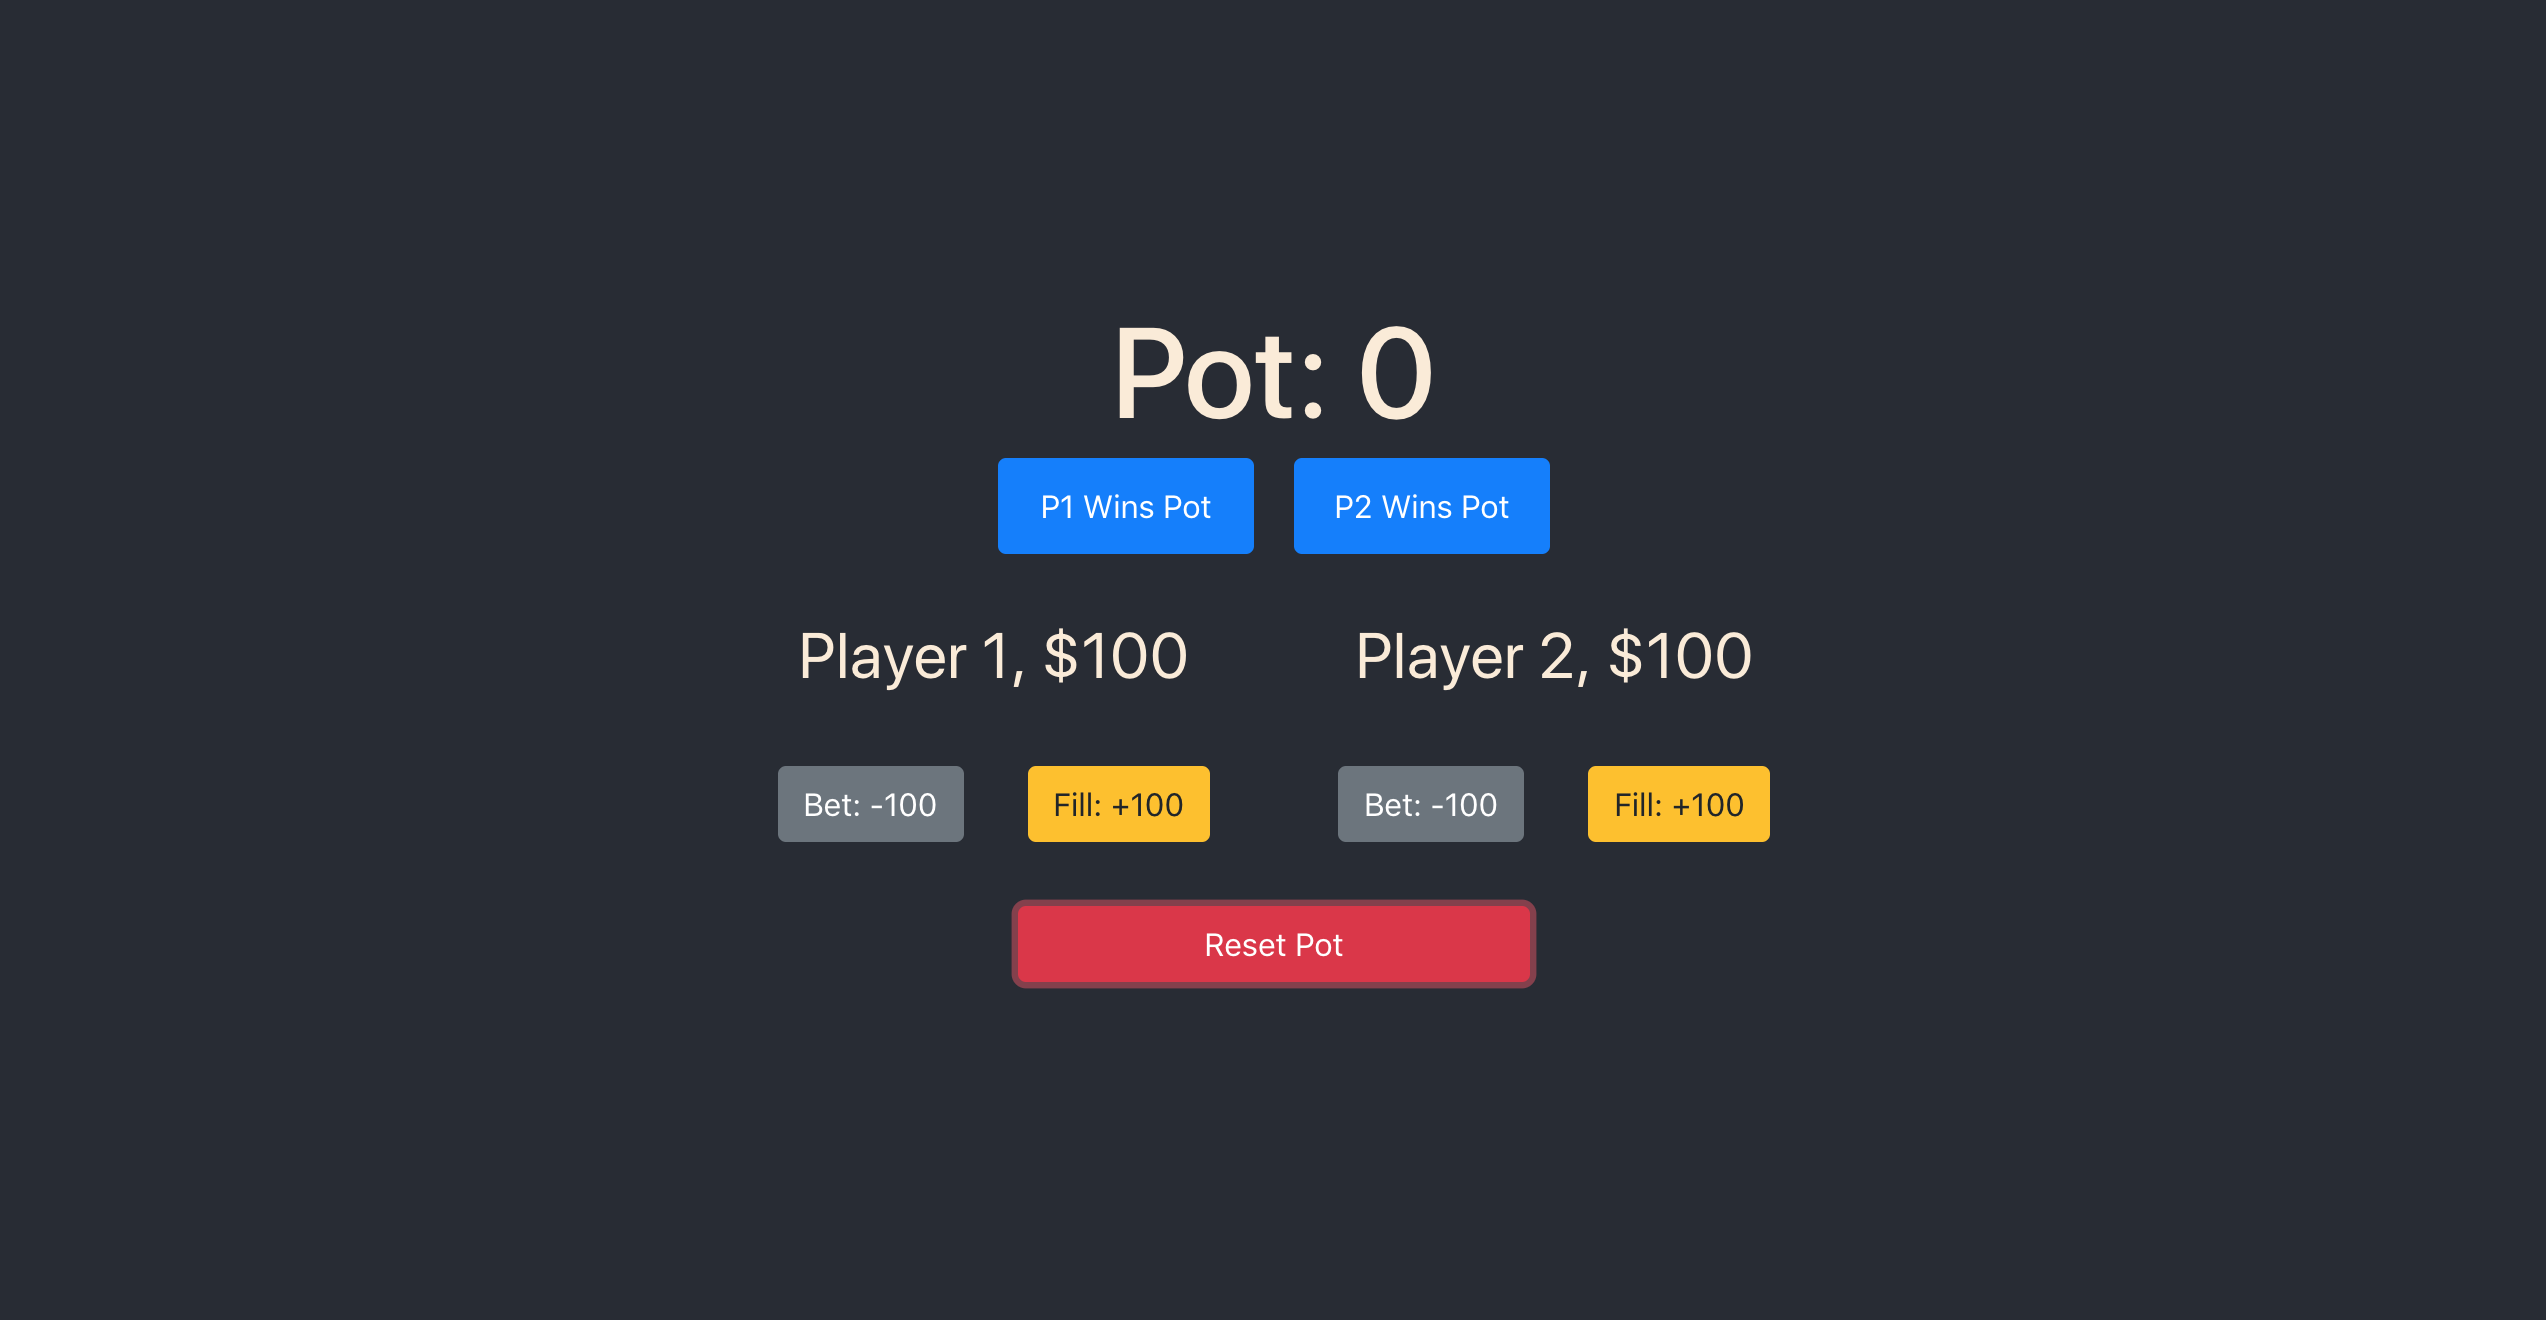 Pot: 0
P1 Wins Pot
P2 Wins Pot
Player 1, $100
Player 2, $100
Bet: -100
Fill: +100
Bet: -100
Fill: +100
Reset Pot